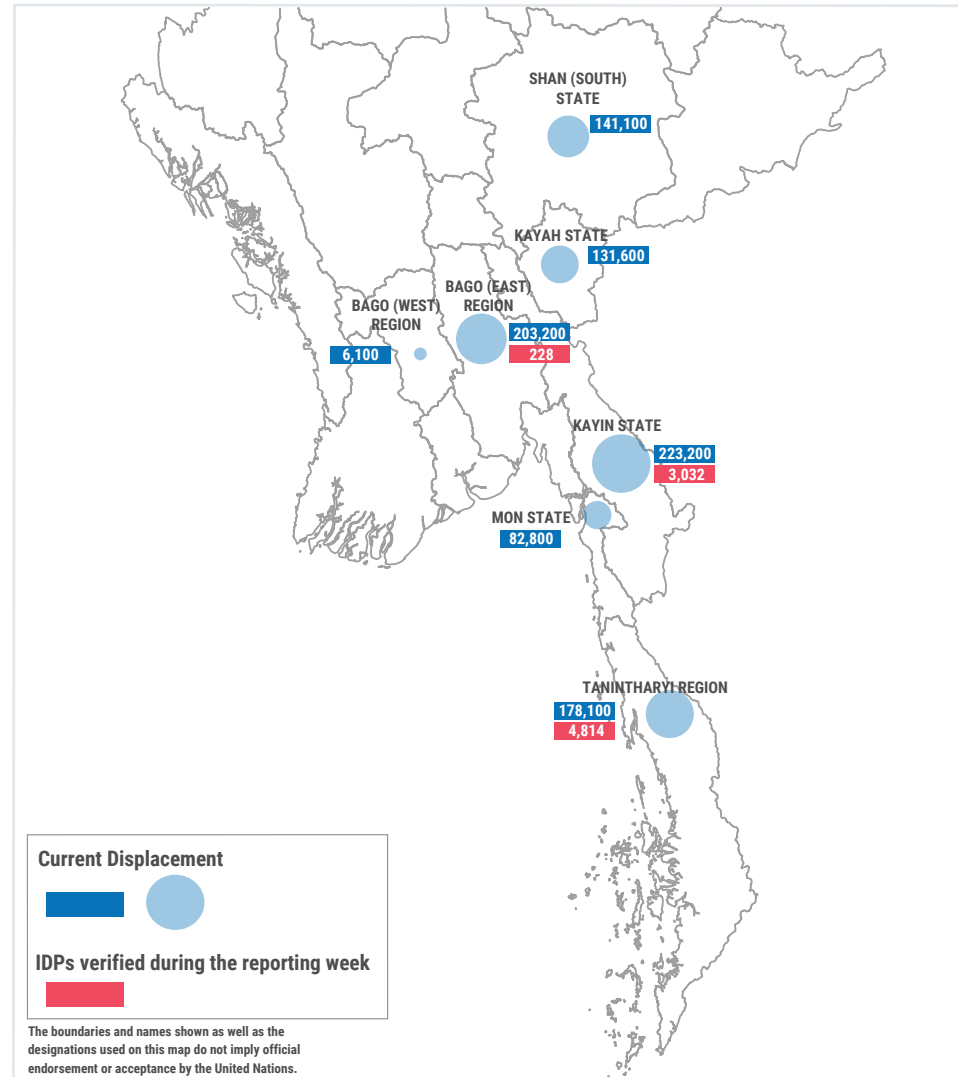 SHAN (SOUTH)
STATE
141,100
KAYAH STATE
131,600
BAGO (EAST)
REGION
203,200
228
BAGO (WEST)
REGION
6,100
KAYIN STATE
223,200
3,032
MON STATE
82,800
TANINTHARYI REGION
178,100
4,814
Current Displacement
IDPs verified during the reporting week
The boundaries and names shown as well as the
designations used on this map do not imply official
endorsement or acceptance by the United Nations.